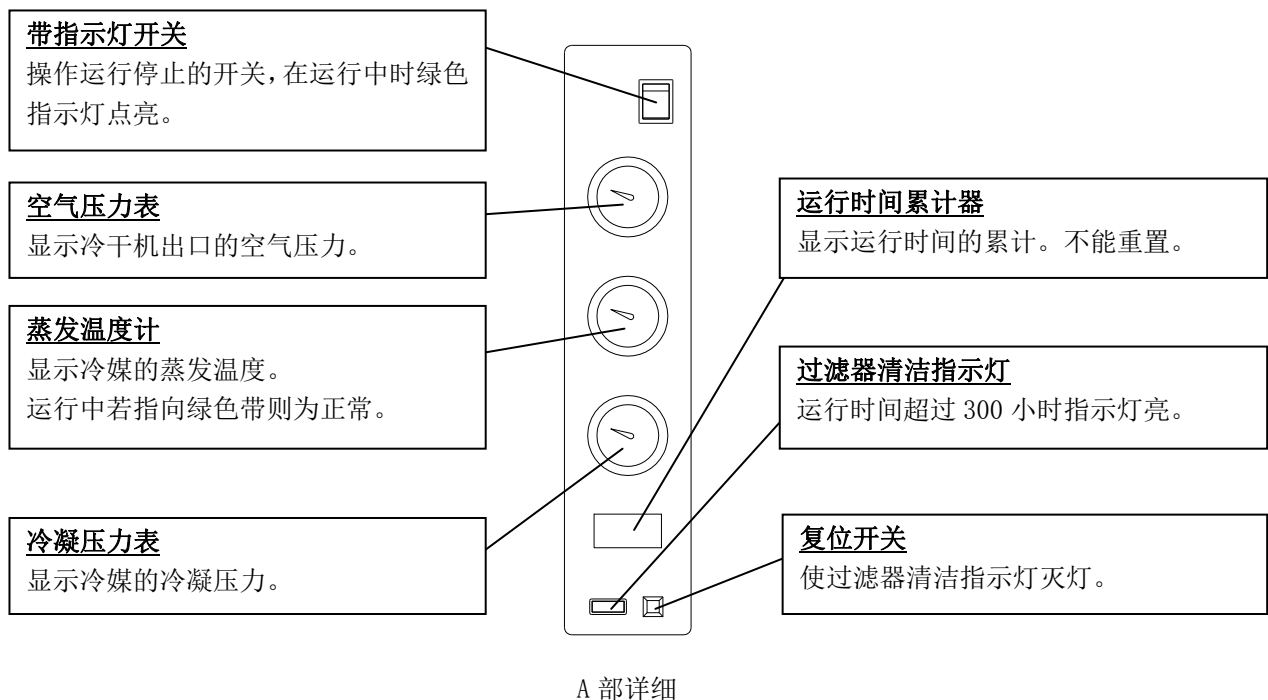 带指示灯开关
操作运行停止的开关，在运行中时绿色
指示灯点亮。
空气压力表
显示冷干机出口的空气压力。
蒸发温度计
显示冷媒的蒸发温度。
运行中若指向绿色带则为正常。
冷凝压力表
显示冷媒的冷凝压力。
运行时间累计器
显示运行时间的累计。不能重置。
过滤器清洁指示灯
运行时间超过 300 小时指示灯亮。
复位开关
使过滤器清洁指示灯灭灯。
A 部详细